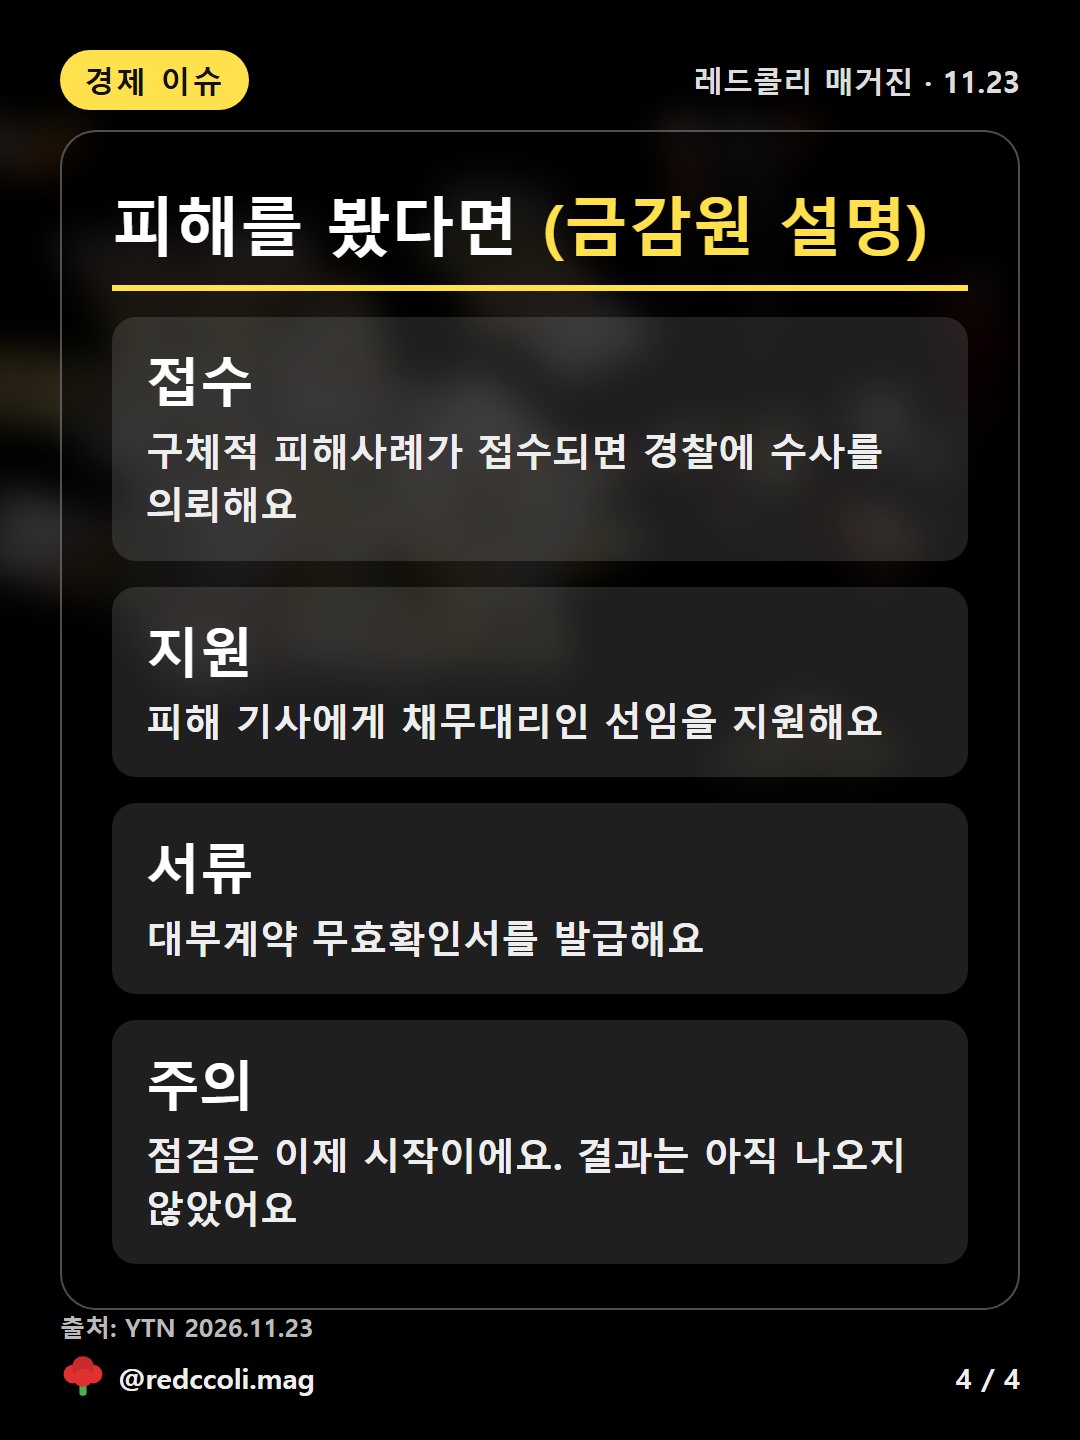 경제 이슈
레드콜리 매거진 · 11.23
피해를 봤다면 (금감원 설명)
접수
구체적 피해사례가 접수되면 경찰에 수사를
의뢰해요
지원
피해 기사에게 채무대리인 선임을 지원해요
서류
대부계약 무효확인서를 발급해요
주의
점검은 이제 시작이에요. 결과는 아직 나오지
않았어요
출처: YTN 2026.11.23
@redccoli.mag
4 / 4